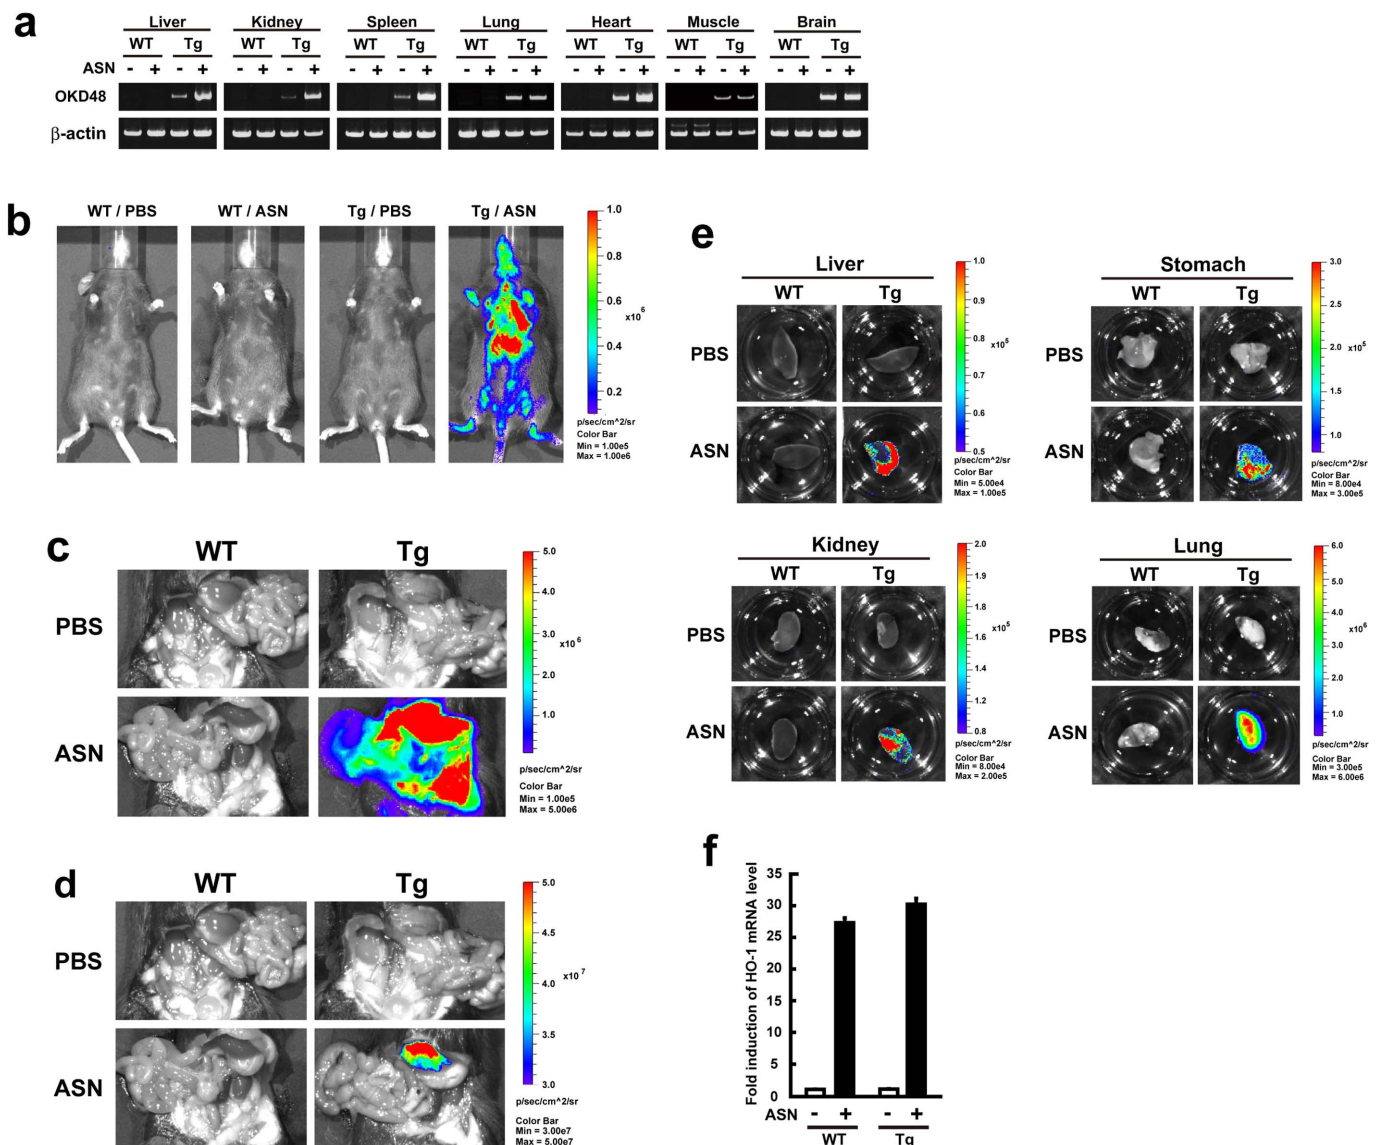 a
Liver Kidney Spleen Lung Heart Muscle Brain
WT Tg WT Tg WT Tg WT Tg WT Tg WT Tg WT Tg
ASN - + - + - + - + - + - + - + - + - + - + - + - + - + - +
OKD48
β-actin
b
WT / PBS WT / ASN Tg / PBS Tg / ASN
1.0
0.8
0.6
x10^6
0.4
0.2
p/sec/cm^2/sr
Color Bar
Min = 1.00e5
Max = 1.00e6
c
WT Tg
PBS
ASN
5.0
4.0
3.0
x10^6
2.0
1.0
p/sec/cm^2/sr
Color Bar
Min = 1.00e5
Max = 5.00e6
d
WT Tg
PBS
ASN
5.0
4.5
x10^7
4.0
3.5
3.0
p/sec/cm^2/sr
Color Bar
Min = 3.00e7
Max = 5.00e7
e
Liver
WT Tg
PBS
ASN
1.0
0.9
x10^5
0.8
0.7
0.6
0.5
p/sec/cm^2/sr
Color Bar
Min = 5.00e4
Max = 1.00e5
Stomach
WT Tg
PBS
ASN
3.0
2.5
x10^5
2.0
1.5
1.0
p/sec/cm^2/sr
Color Bar
Min = 8.00e4
Max = 3.00e5
Kidney
WT Tg
PBS
ASN
2.0
1.9
1.8
x10^5
1.6
1.4
1.2
1.0
0.8
p/sec/cm^2/sr
Color Bar
Min = 8.00e4
Max = 2.00e5
Lung
WT Tg
PBS
ASN
6.0
5.0
4.0
x10^6
3.0
2.0
1.0
p/sec/cm^2/sr
Color Bar
Min = 3.00e5
Max = 6.00e6
f
Fold induction of HO-1 mRNA level
35
30
25
20
15
10
5
0
ASN - + - +
WT Tg